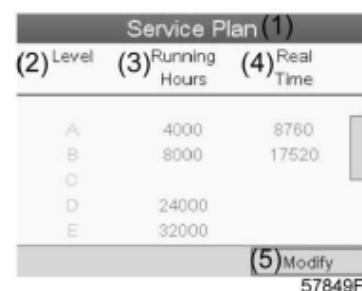 Service Plan (1)
(2) Level (3) Running Hours (4) Real Time
A 4000 8760
B 8000 17520
C
D 24000
E 32000
(5) Modify
57849F